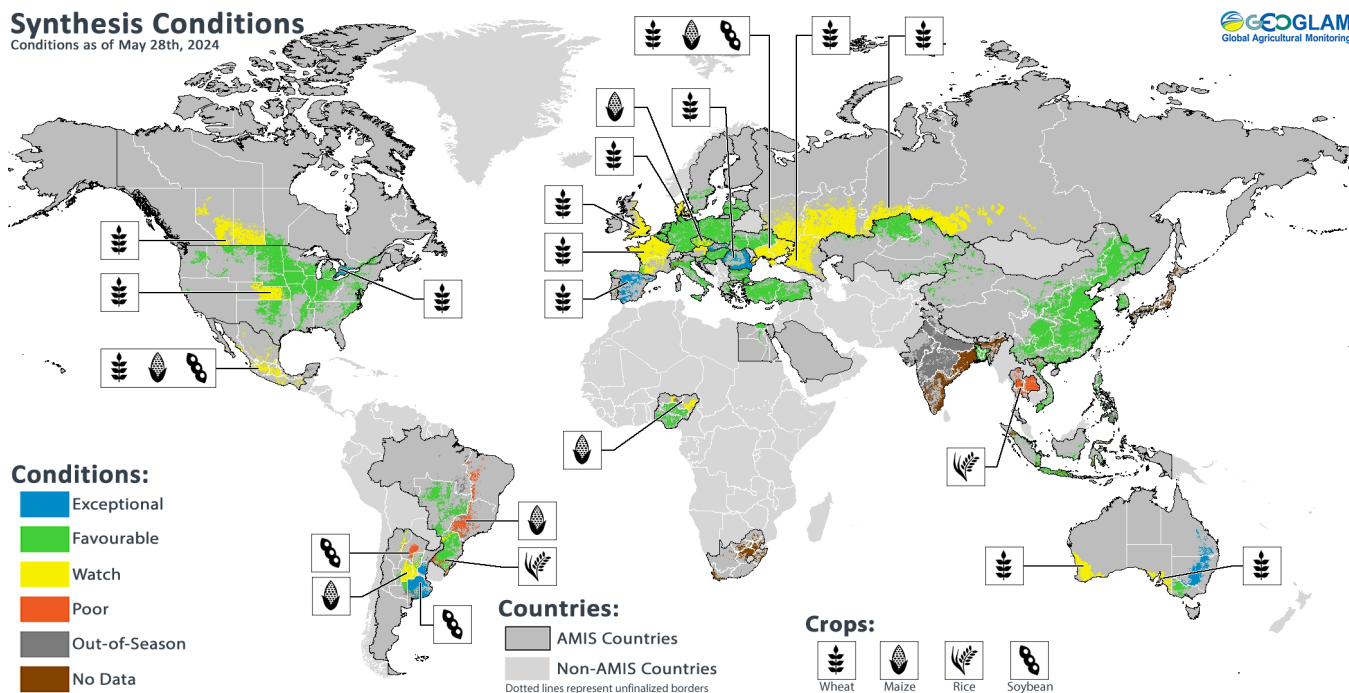 Synthesis Conditions
Conditions as of May 28th, 2024
GEOGLAM
Global Agricultural Monitoring
Conditions:
Exceptional
Favourable
Watch
Poor
Out-of-Season
No Data
Countries:
AMIS Countries
Non-AMIS Countries
Dotted lines represent unfinalized borders
Crops:
Wheat
Maize
Rice
Soybean